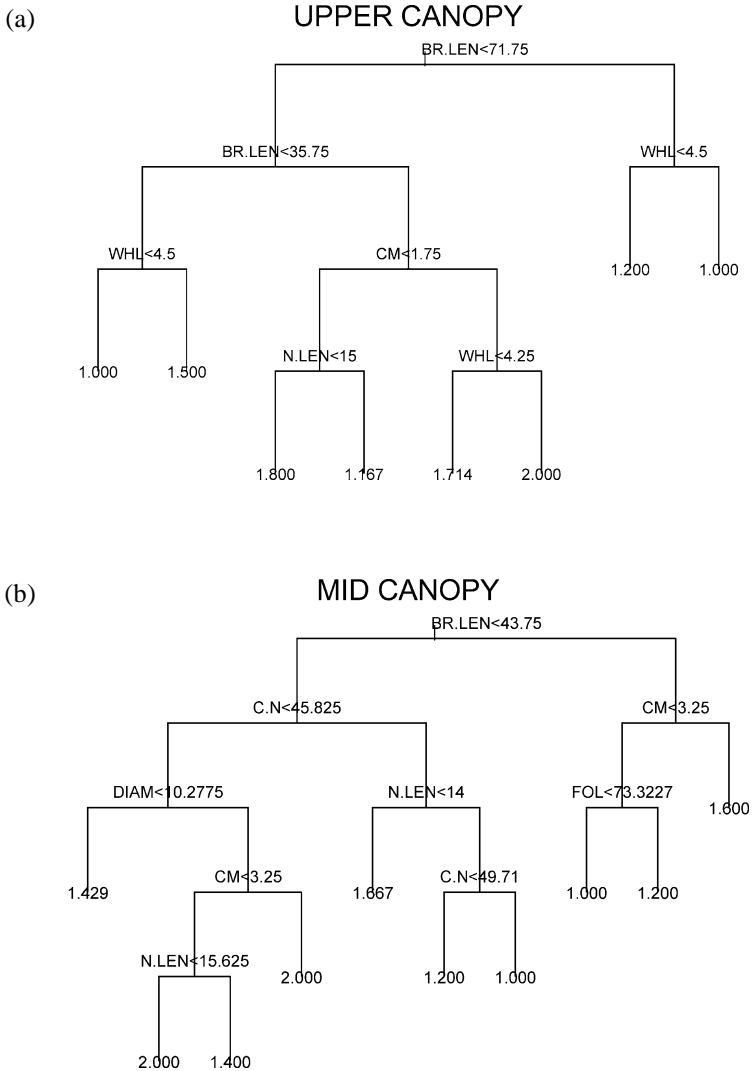 (a)
UPPER CANOPY
BR.LEN<71.75
BR.LEN<35.75
WHL<4.5
WHL<4.5
CM<1.75
1.200
1.000
N.LEN<15
WHL<4.25
1.000
1.500
1.800
1.167
1.714
2.000
(b)
MID CANOPY
BR.LEN<43.75
C.N<45.825
CM<3.25
DIAM<10.2775
N.LEN<14
FOL<73.3227
1.600
1.429
CM<3.25
1.667
C.N<49.71
1.000
1.200
N.LEN<15.625
2.000
1.200
1.000
2.000
1.400